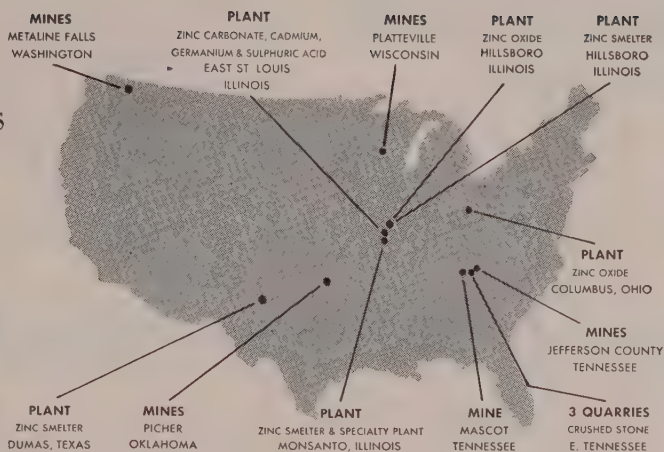 MINES
METALINE FALLS
WASHINGTON
PLANT
ZINC CARBONATE, CADMIUM,
GERMANIUM & SULPHURIC ACID
EAST ST LOUIS
ILLINOIS
MINES
PLATTEVILLE
WISCONSIN
PLANT
ZINC OXIDE
HILLSBORO
ILLINOIS
PLANT
ZINC SMELTER
HILLSBORO
ILLINOIS
S
PLANT
ZINC OXIDE
COLUMBUS, OHIO
MINES
JEFFERSON COUNTY
TENNESSEE
PLANT
ZINC SMELTER
DUMAS, TEXAS
MINES
PICHER
OKLAHOMA
PLANT
ZINC SMELTER & SPECIALTY PLANT
MONSANTO, ILLINOIS
MINE
MASCOT
TENNESSEE
3 QUARRIES
CRUSHED STONE
E. TENNESSEE